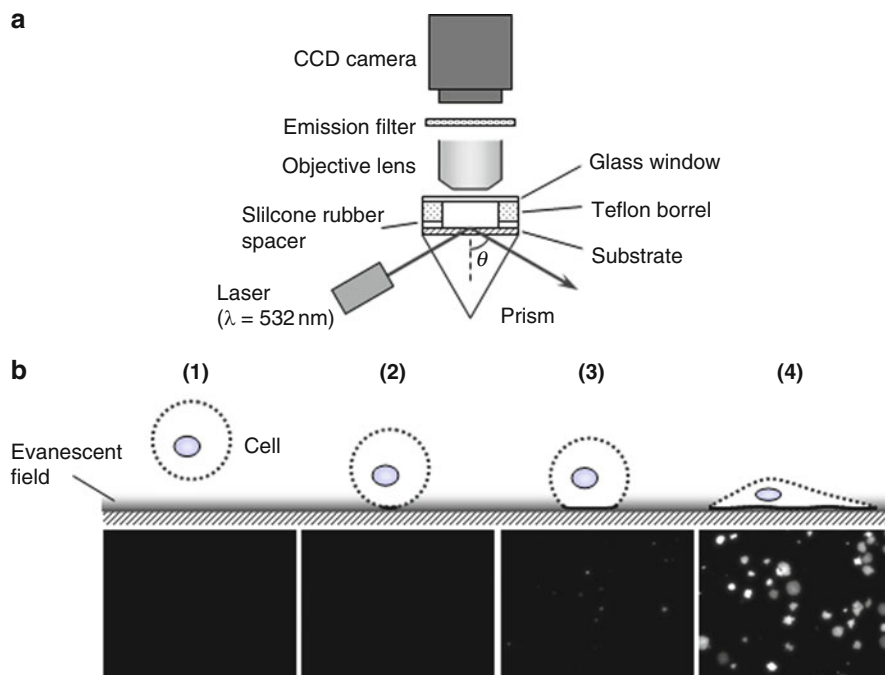 a
CCD camera
Emission filter
Objective lens
Slilcone rubber
spacer
Laser
(λ = 532 nm)
Glass window
Teflon borrel
Substrate
θ
Prism
b
(1)
(2)
(3)
(4)
Evanescent
field
Cell